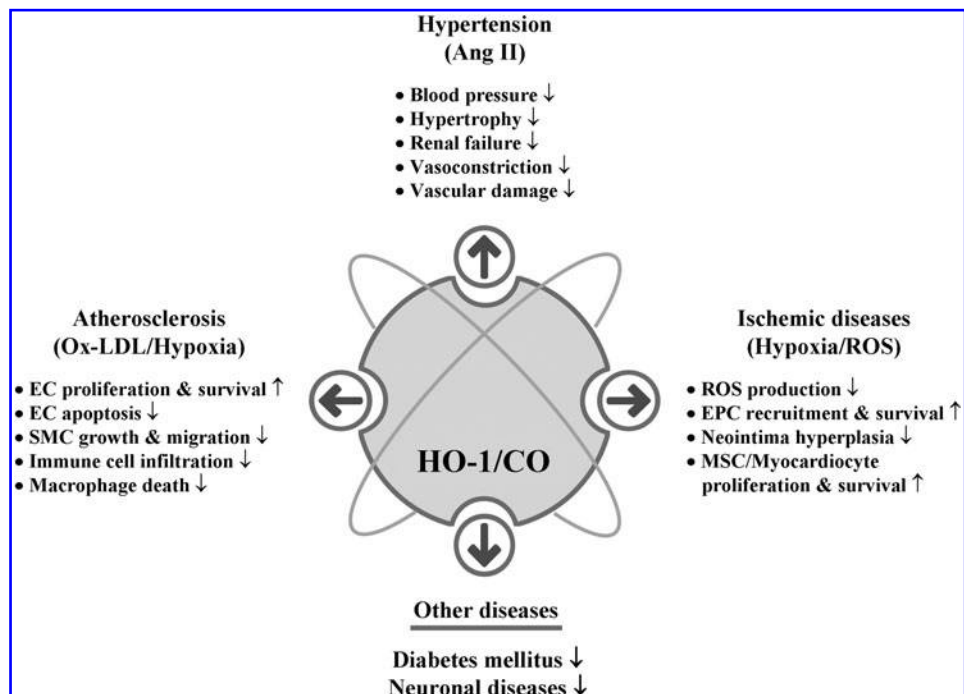 Hypertension
(Ang II)
• Blood pressure ↓
• Hypertrophy ↓
• Renal failure ↓
• Vasoconstriction ↓
• Vascular damage ↓
Atherosclerosis
(Ox-LDL/Hypoxia)
• EC proliferation & survival ↑
• EC apoptosis ↓
• SMC growth & migration ↓
• Immune cell infiltration ↓
• Macrophage death ↓
HO-1/CO
Ischemic diseases
(Hypoxia/ROS)
• ROS production ↓
• EPC recruitment & survival ↑
• Neointima hyperplasia ↓
• MSC/Myocardiocyte
proliferation & survival ↑
Other diseases
Diabetes mellitus ↓
Neuronal diseases ↓